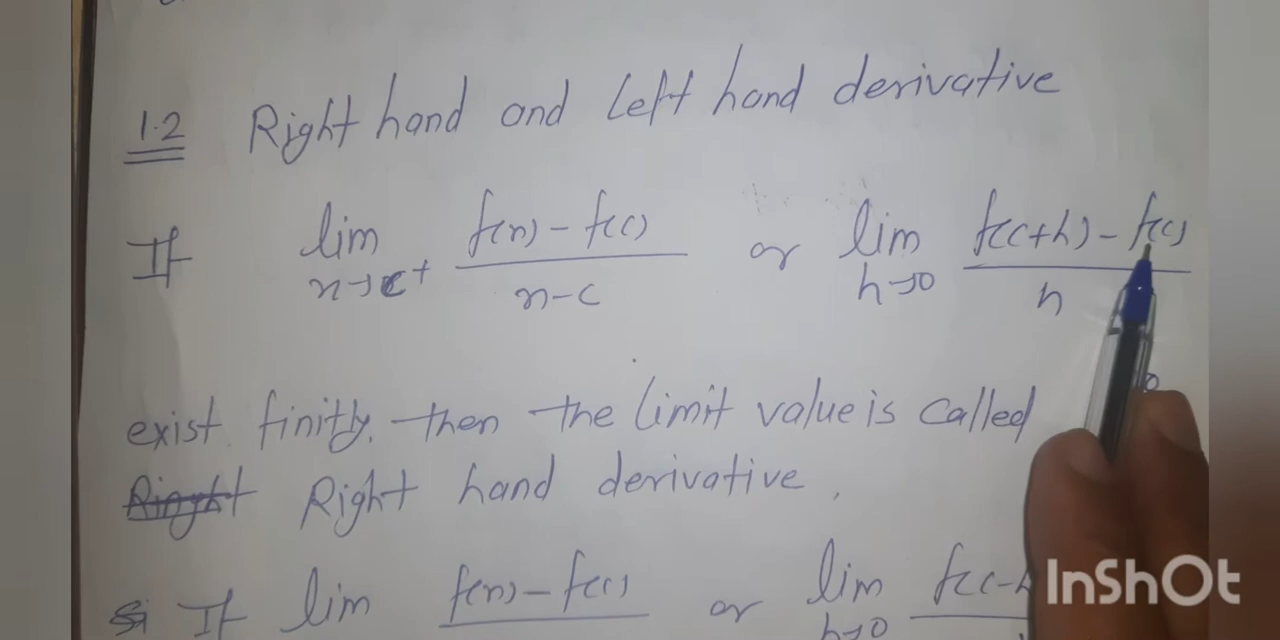 1.2 Right hand and left hand derivative
If lim x→c+ f(x) - f(c) / x - c or lim h→0 f(c+h) - f(c) / h
exist finitly, then the limit value is called
Right hand derivative.
If lim f(x) - f(c) or lim h→0 f(c-h
InShOt